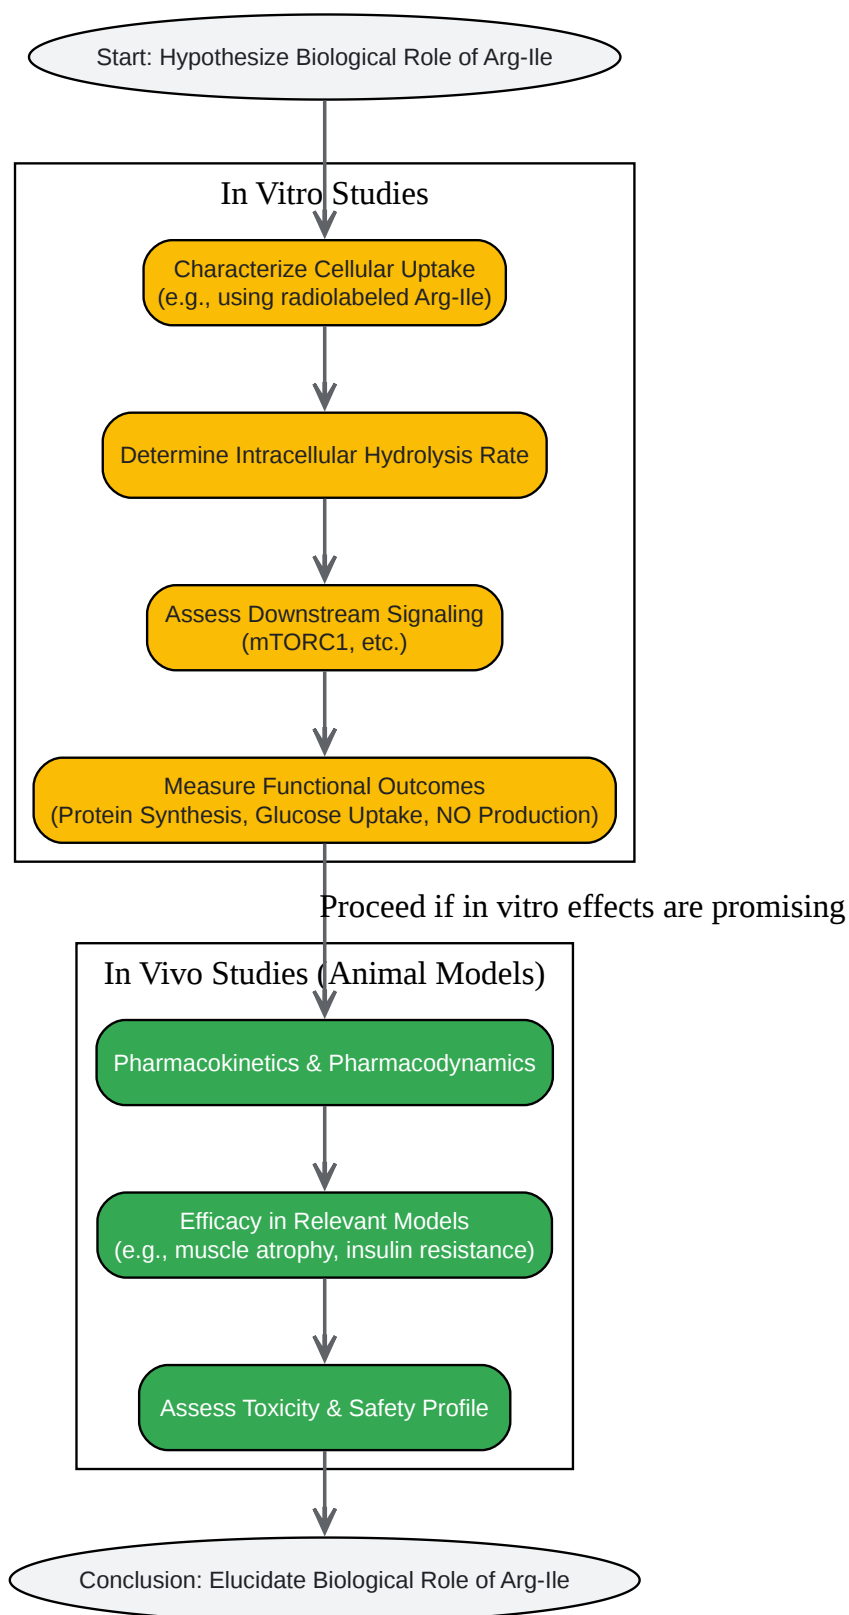 Start: Hypothesize Biological Role of Arg-Ile
In Vitro Studies
Characterize Cellular Uptake
(e.g., using radiolabeled Arg-Ile)
Determine Intracellular Hydrolysis Rate
Assess Downstream Signaling
(mTORC1, etc.)
Measure Functional Outcomes
(Protein Synthesis, Glucose Uptake, NO Production)
Proceed if in vitro effects are promising
In Vivo Studies (Animal Models)
Pharmacokinetics & Pharmacodynamics
Efficacy in Relevant Models
(e.g., muscle atrophy, insulin resistance)
Assess Toxicity & Safety Profile
Conclusion: Elucidate Biological Role of Arg-Ile